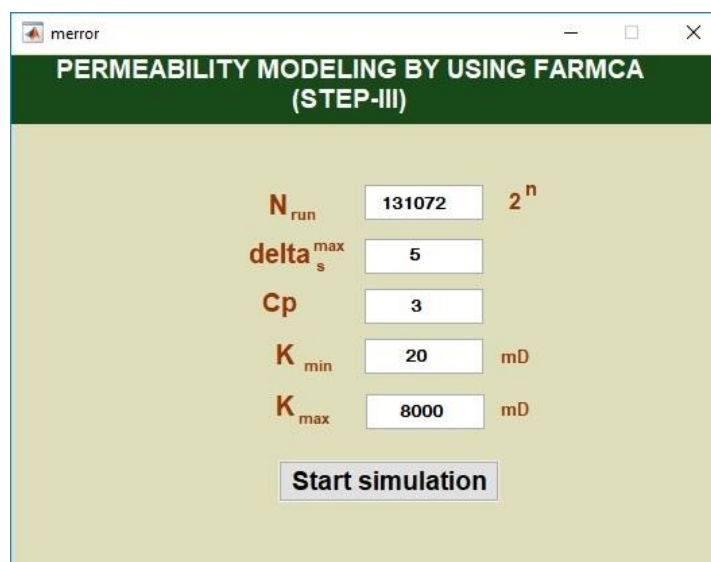 merror
PERMEABILITY MODELING BY USING FARMCA
(STEP-III)
N run 131072 2^n
delta s max 5
Cp 3
K min 20 mD
K max 8000 mD
Start simulation